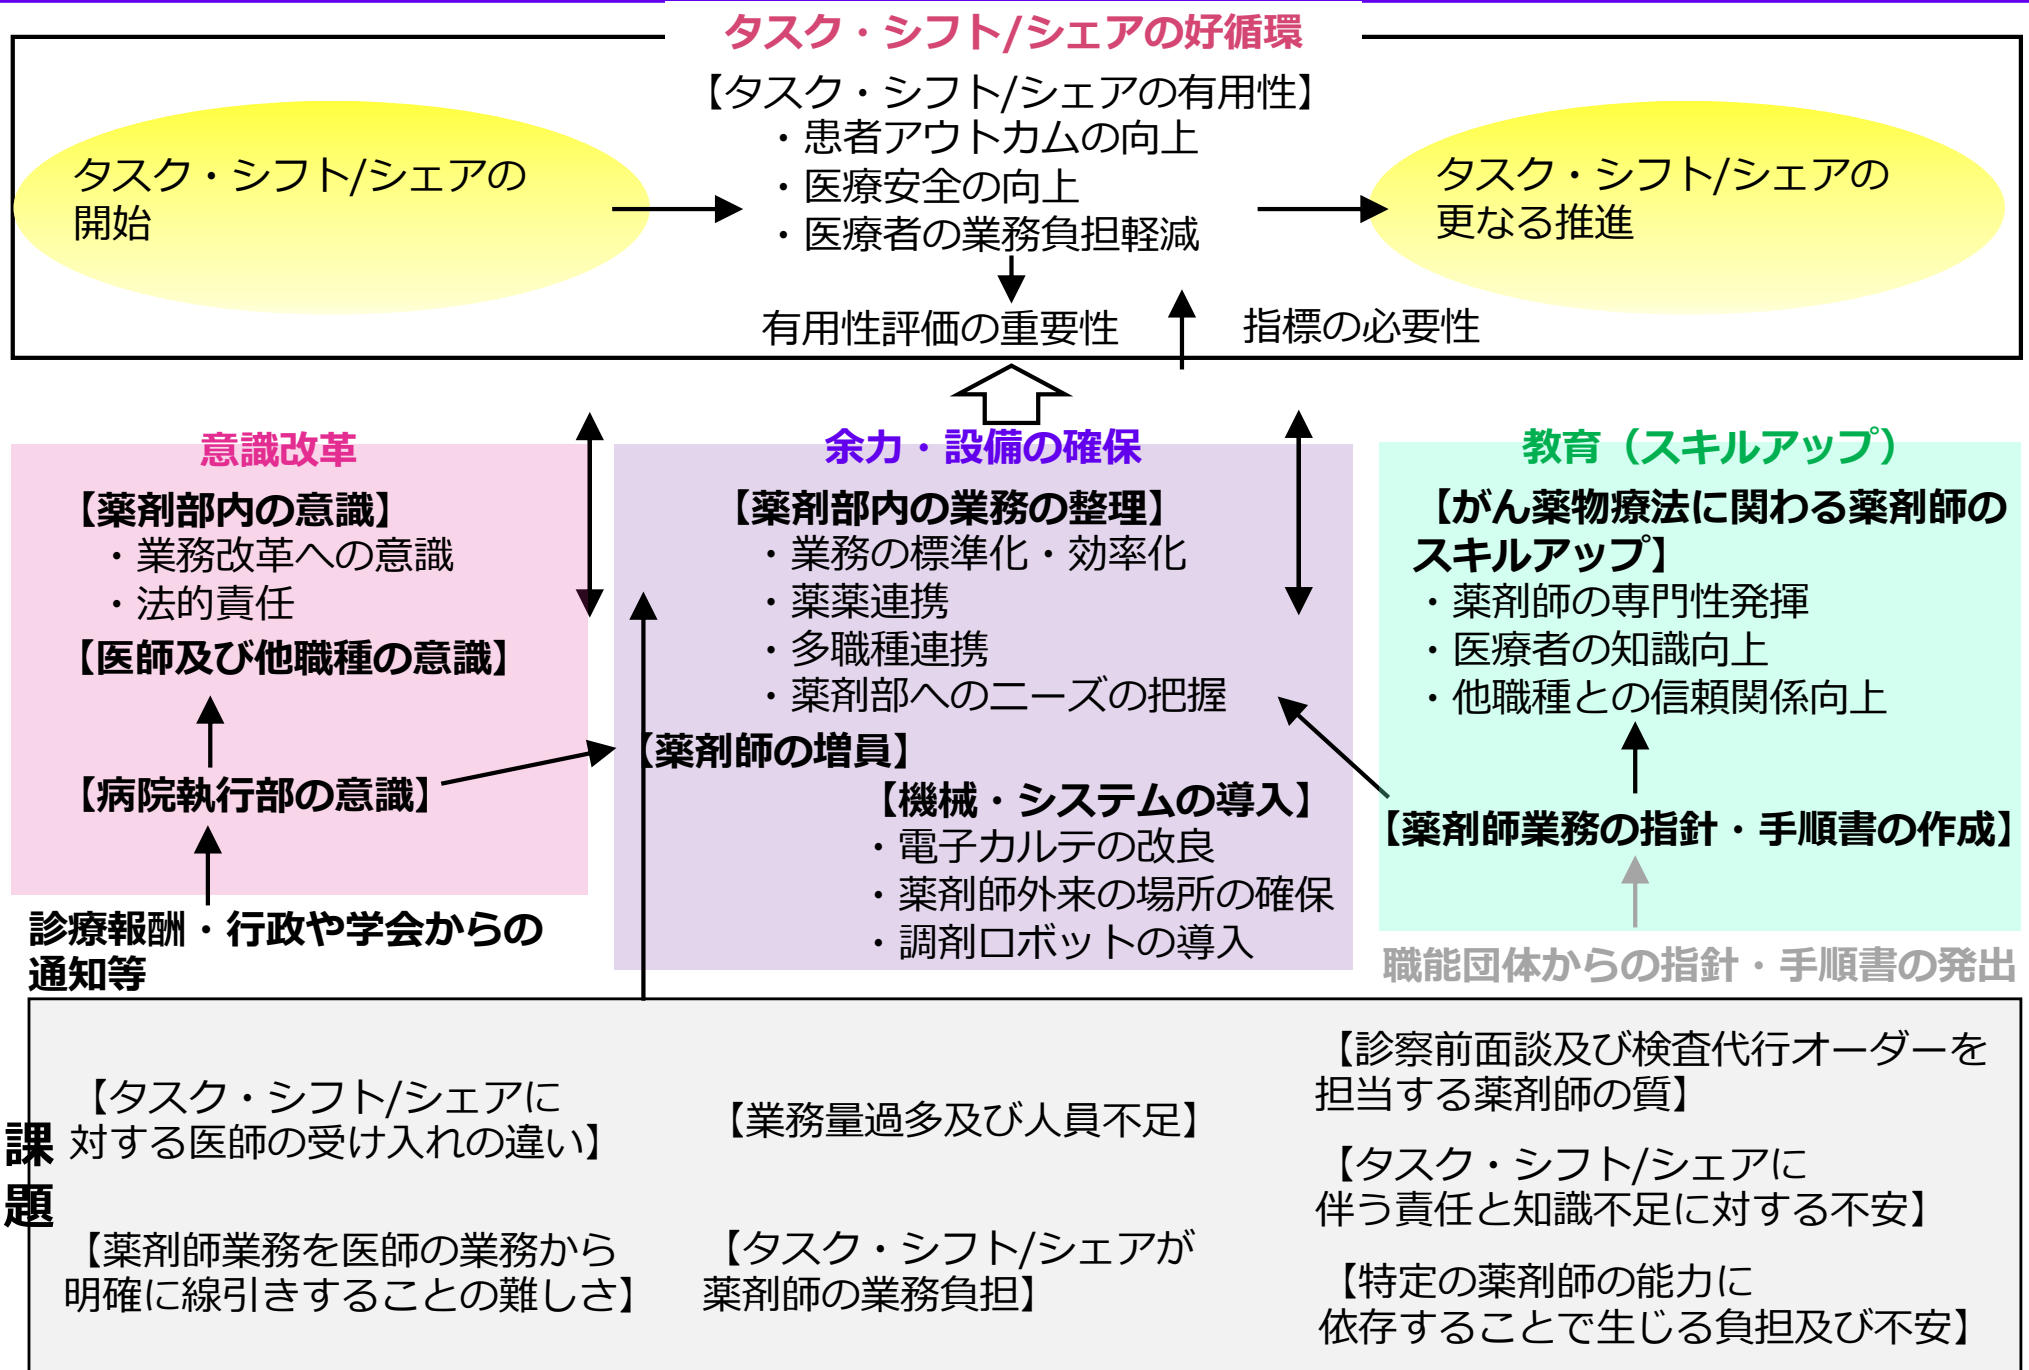 タスク・シフト/シェアの好循環
【タスク・シフト/シェアの有用性】
・患者アウトカムの向上
・医療安全の向上
・医療者の業務負担軽減
タスク・シフト/シェアの
開始
タスク・シフト/シェアの
更なる推進
有用性評価の重要性
指標の必要性
意識改革
【薬剤部内の意識】
・業務改革への意識
・法的責任
【医師及び他職種の意識】
【病院執行部の意識】
診療報酬・行政や学会からの
通知等
余力・設備の確保
【薬剤部内の業務の整理】
・業務の標準化・効率化
・薬薬連携
・多職種連携
・薬剤部へのニーズの把握
【薬剤師の増員】
【機械・システムの導入】
・電子カルテの改良
・薬剤師外来の場所の確保
・調剤ロボットの導入
教育（スキルアップ）
【がん薬物療法に関わる薬剤師の
スキルアップ】
・薬剤師の専門性発揮
・医療者の知識向上
・他職種との信頼関係向上
【薬剤師業務の指針・手順書の作成】
職能団体からの指針・手順書の発出
課
題
【タスク・シフト/シェアに
対する医師の受け入れの違い】
【薬剤師業務を医師の業務から
明確に線引きすることの難しさ】
【業務量過多及び人員不足】
【タスク・シフト/シェアが
薬剤師の業務負担】
【診察前面談及び検査代行オーダーを
担当する薬剤師の質】
【タスク・シフト/シェアに
伴う責任と知識不足に対する不安】
【特定の薬剤師の能力に
依存することで生じる負担及び不安】